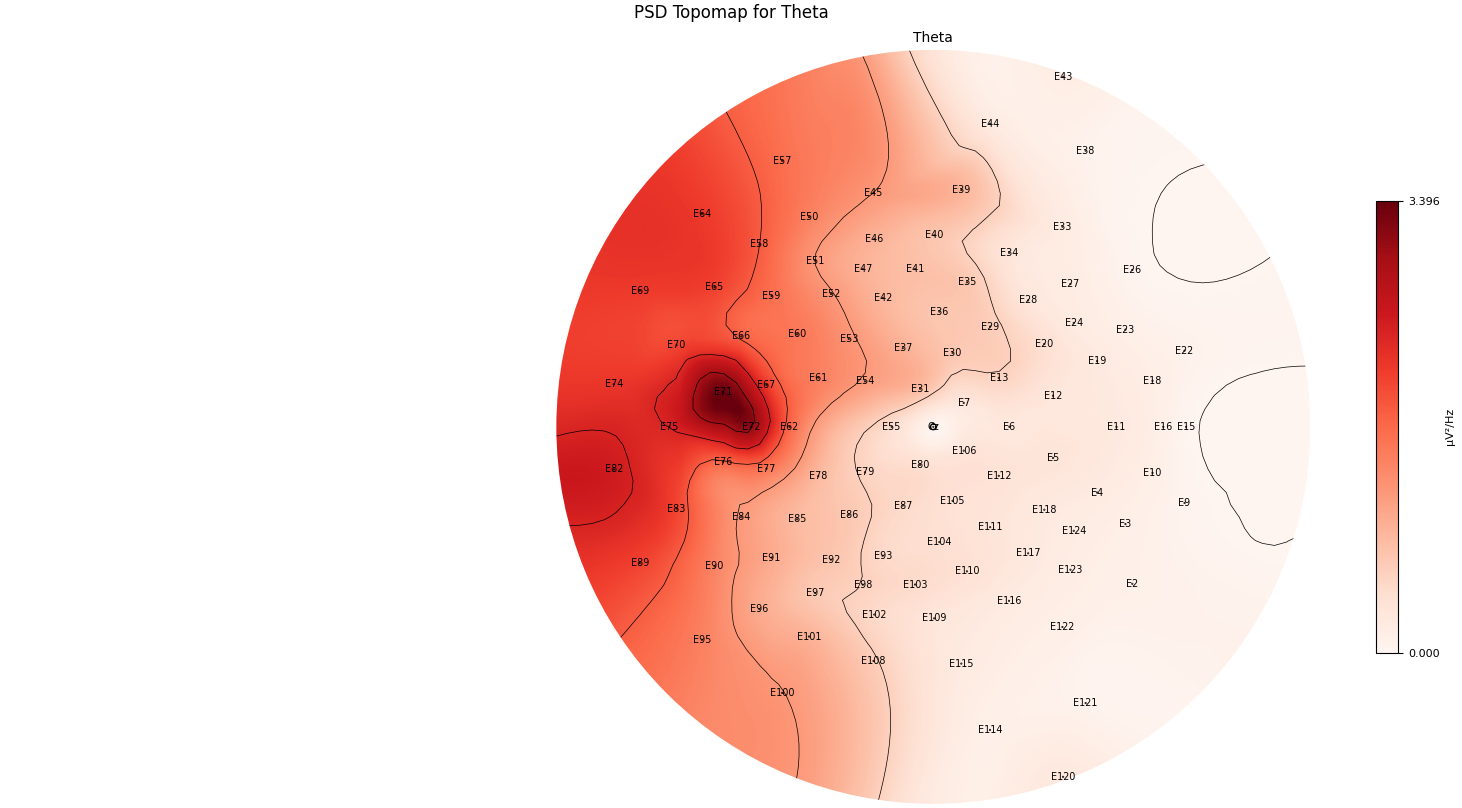 PSD Topomap for Theta
Theta
E43
E44
E38
E57
E45 E39
E64 E50
E33
E58 E46 E40
E34
E51 E47 E41 E26
E69 E65 E59 E52 E42 E35 E27
E28
E36
E70 E66 E60 E53 E29 E24 E23
E37 E30 E20 E22
E74 E71 E67 E61 E54 E31 E13 E19 E18
E7 E12
E75 E72 E62 E55 Cz E6 E11 E16 E15
E82 E76 E77 E78 E79 E80 E106 E112 E5 E10
E83 E84 E85 E86 E87 E105 E118 E4 E9
E111 E124 E3
E89 E90 E91 E92 E93 E104 E117
E110 E123
E96 E97 E98 E103 E116 E2
E95 E101 E102 E109 E122
E108 E115
E100 E121
E114
E120
3.396
0.000
µV²/Hz